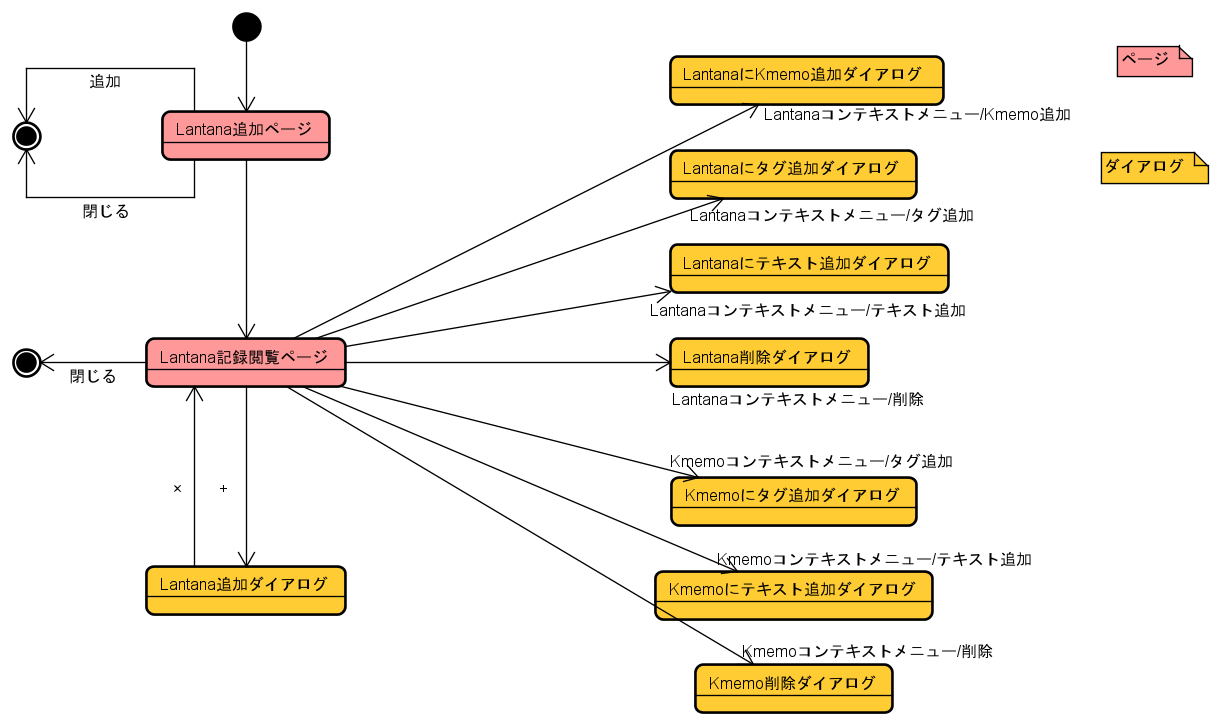 追加
Lantana追加ページ
閉じる
Lantana記録閲覧ページ
閉じる
×
+
Lantana追加ダイアログ
LantanaにKmemo追加ダイアログ
Lantanaコンテキストメニュー/Kmemo追加
Lantanaにタグ追加ダイアログ
Lantanaコンテキストメニュー/タグ追加
Lantanaにテキスト追加ダイアログ
Lantanaコンテキストメニュー/テキスト追加
Lantana削除ダイアログ
Lantanaコンテキストメニュー/削除
Kmemoコンテキストメニュー/タグ追加
Kmemoにタグ追加ダイアログ
Kmemoコンテキストメニュー/テキスト追加
Kmemoにテキスト追加ダイアログ
Kmemoコンテキストメニュー/削除
Kmemo削除ダイアログ
ページ
ダイアログ